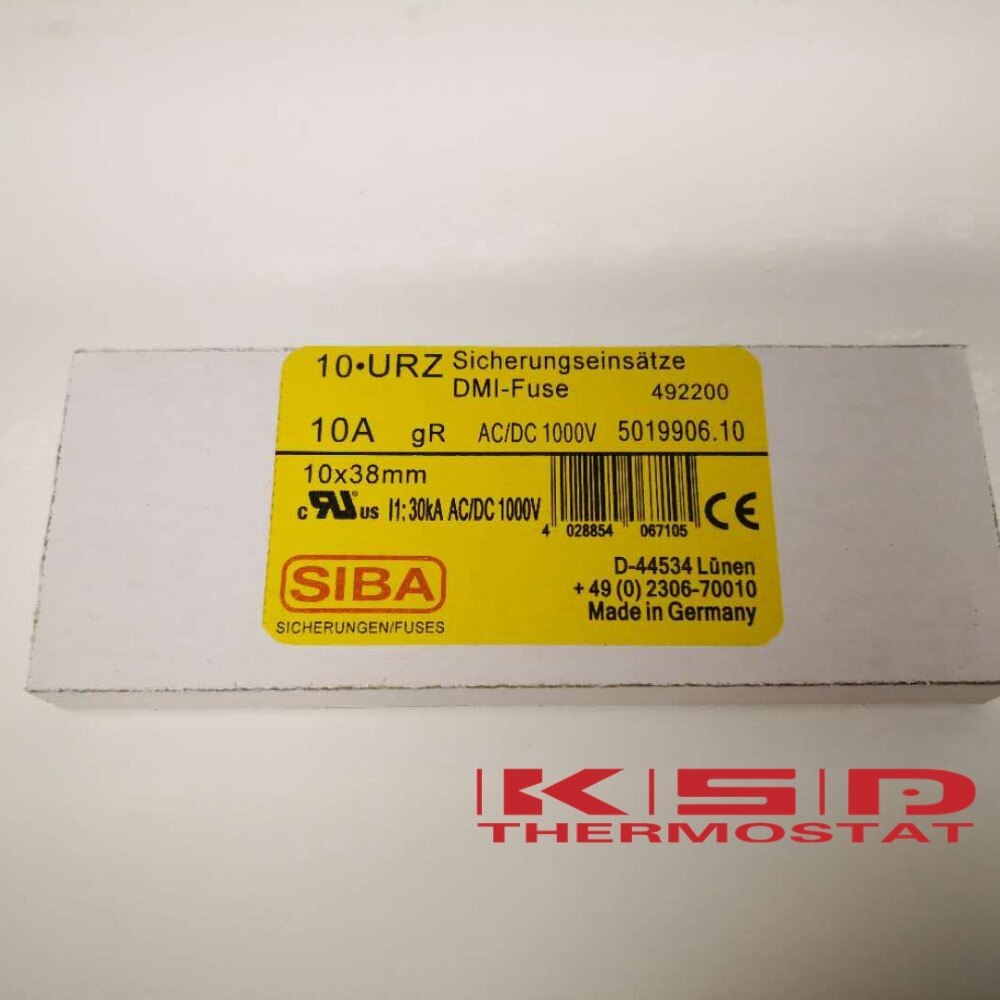 10•URZ Sicherungseinsätze
DMI-Fuse 492200
10A gR AC/DC 1000V 5019906.10
10x38mm
c RU us I1: 30kA AC/DC 1000V
4 028854 067105
CE
SIBA
SICHERUNGEN/FUSES
D-44534 Lünen
+49 (0) 2306-70010
Made in Germany
KSD
THERMOSTAT